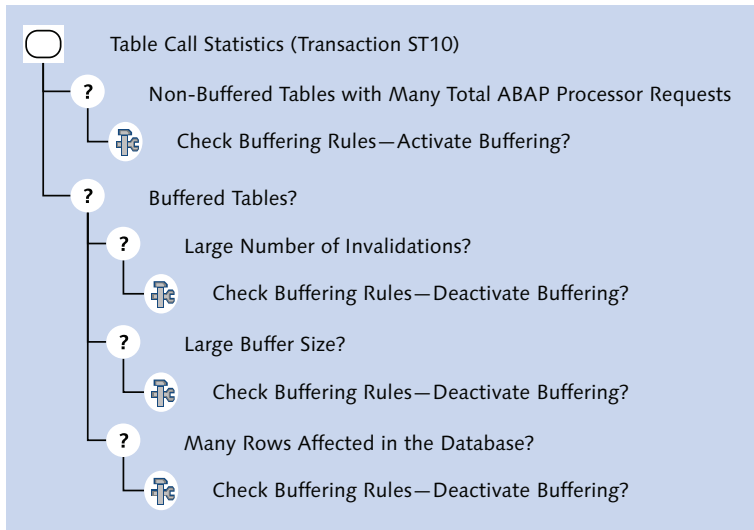 Table Call Statistics (Transaction ST10)
? Non-Buffered Tables with Many Total ABAP Processor Requests
Check Buffering Rules—Activate Buffering?
? Buffered Tables?
? Large Number of Invalidations?
Check Buffering Rules—Deactivate Buffering?
? Large Buffer Size?
Check Buffering Rules—Deactivate Buffering?
? Many Rows Affected in the Database?
Check Buffering Rules—Deactivate Buffering?